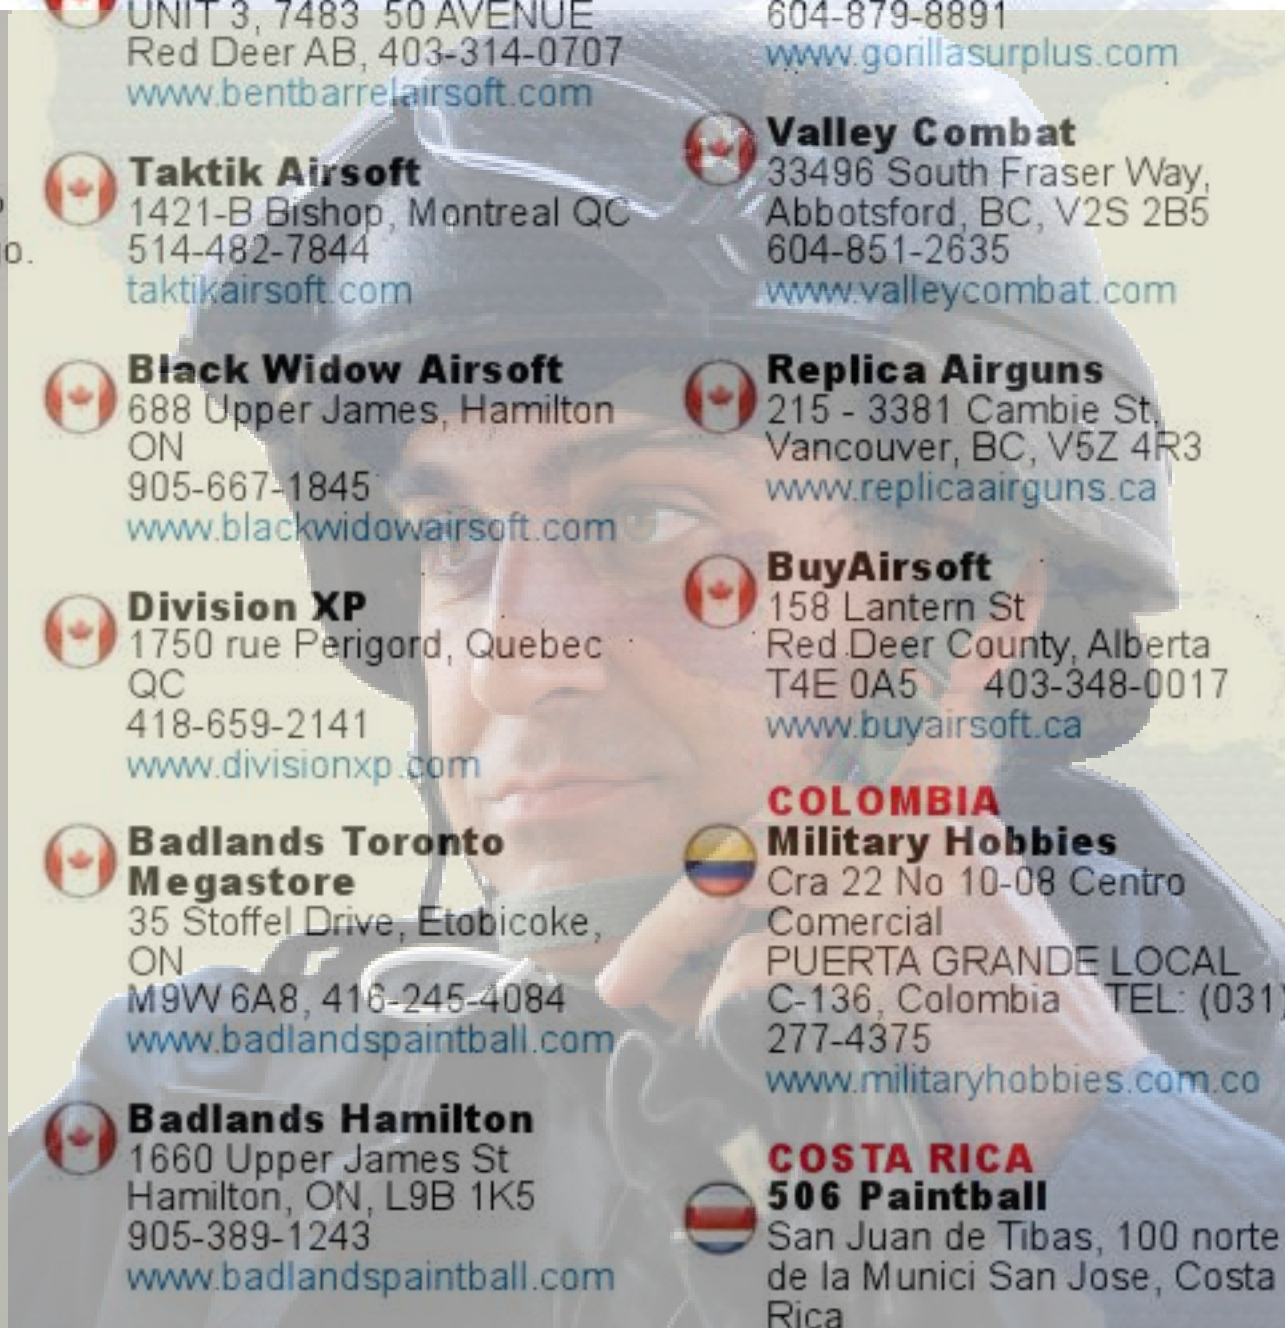 UNIT 3, 7483 50 AVENUE
Red Deer AB, 403-314-0707
www.bentbarrelairsoft.com
Taktik Airsoft
1421-B Bishop, Montreal QC
514-482-7844
taktikairsoft.com
Black Widow Airsoft
688 Upper James, Hamilton
ON
905-667-1845
www.blackwidowairsoft.com
Division XP
1750 rue Perigord, Quebec
QC
418-659-2141
www.divisionxp.com
Badlands Toronto
Megastore
35 Stoffel Drive, Etobicoke,
ON
M9W 6A8, 416-245-4084
www.badlandspaintball.com
Badlands Hamilton
1660 Upper James St
Hamilton, ON, L9B 1K5
905-389-1243
www.badlandspaintball.com
604-879-8891
www.gorillasurplus.com
Valley Combat
33496 South Fraser Way,
Abbotsford, BC, V2S 2B5
604-851-2635
www.valleycombat.com
Replica Airguns
215 - 3381 Cambie St,
Vancouver, BC, V5Z 4R3
www.replicaairguns.ca
BuyAirsoft
158 Lantern St
Red Deer County, Alberta
T4E 0A5 403-348-0017
www.buyairsoft.ca
COLOMBIA
Military Hobbies
Cra 22 No 10-08 Centro
Comercial
PUERTA GRANDE LOCAL
C-136, Colombia TEL: (031)
277-4375
www.militaryhobbies.com.co
COSTA RICA
506 Paintball
San Juan de Tibas, 100 norte
de la Munici San Jose, Costa
Rica